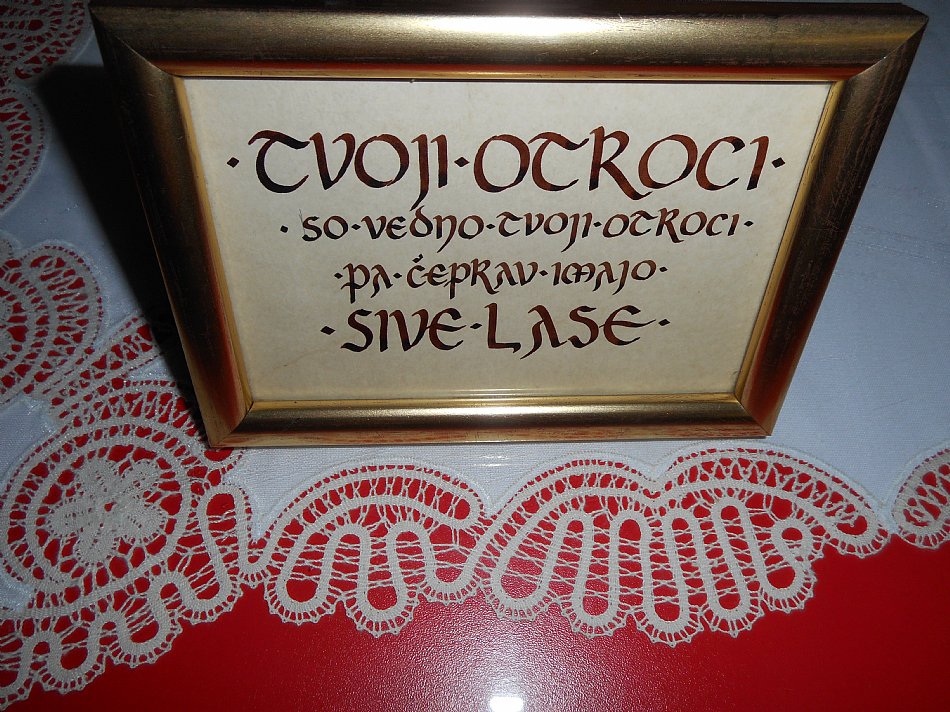 ·TVOJI·OTROCI·
·SO·VEDNO·TVOJI·OTROCI·
·PA·ČEPRAV·IMAJO·
·SIVE·LASE·